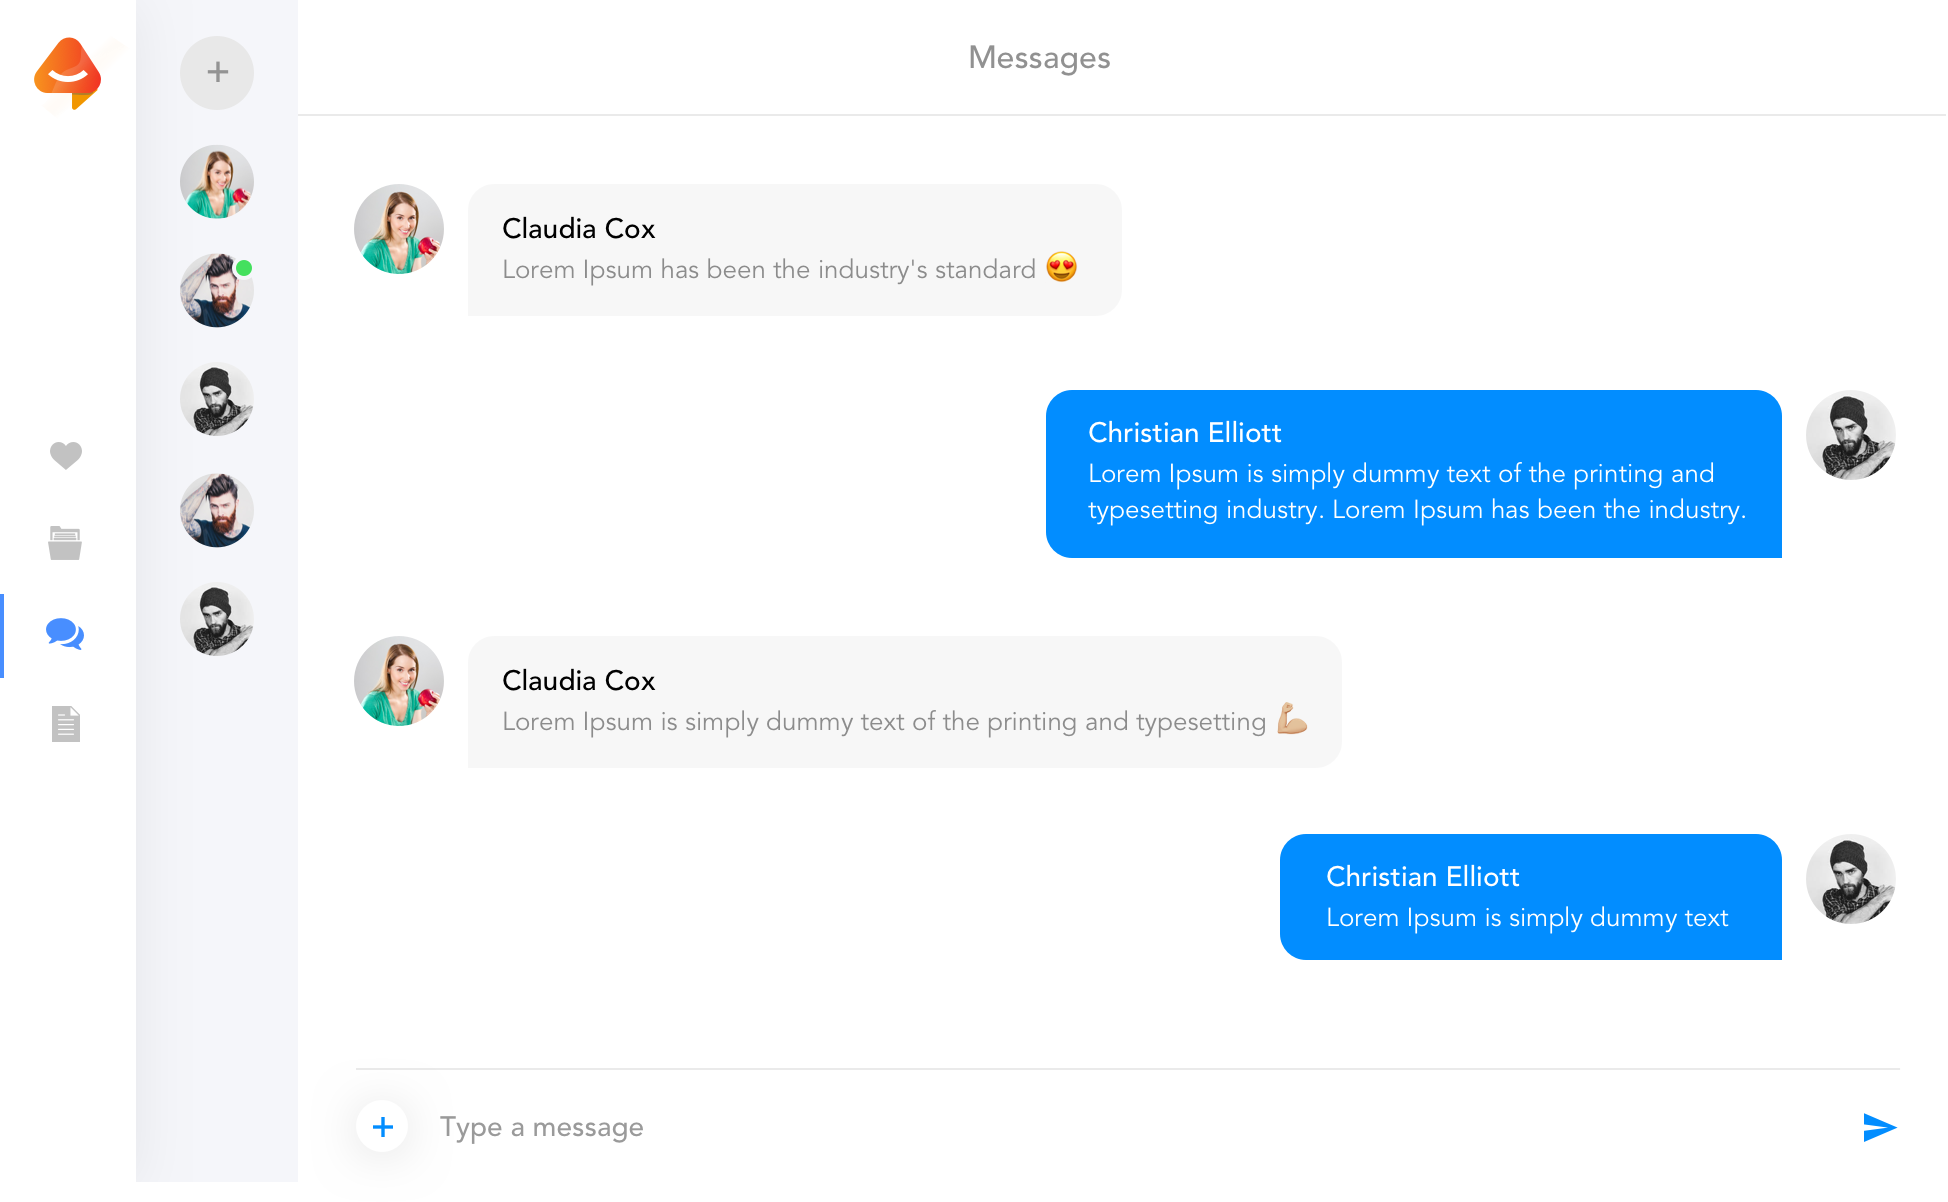 Messages
Claudia Cox
Lorem Ipsum has been the industry's standard 😍
Christian Elliott
Lorem Ipsum is simply dummy text of the printing and
typesetting industry. Lorem Ipsum has been the industry.
Claudia Cox
Lorem Ipsum is simply dummy text of the printing and typesetting 💪🏼
Christian Elliott
Lorem Ipsum is simply dummy text
Type a message